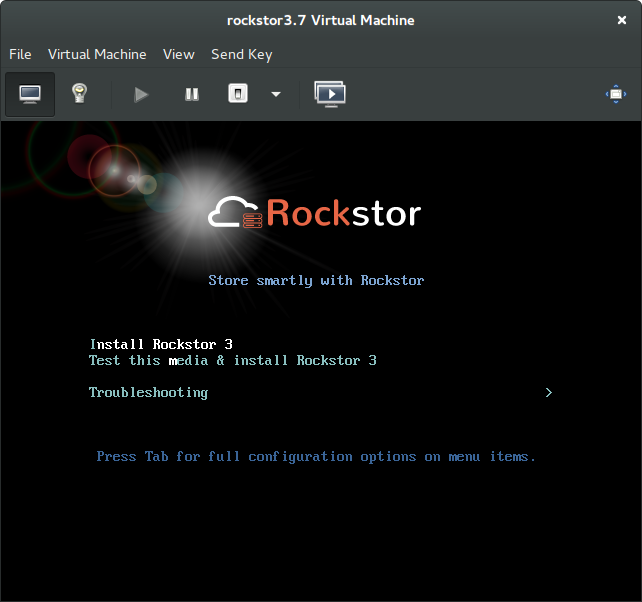 rockstor3.7 Virtual Machine
File Virtual Machine View Send Key
Rockstor
Store smartly with Rockstor
Install Rockstor 3
Test this media & install Rockstor 3
Troubleshooting >
Press Tab for full configuration options on menu items.